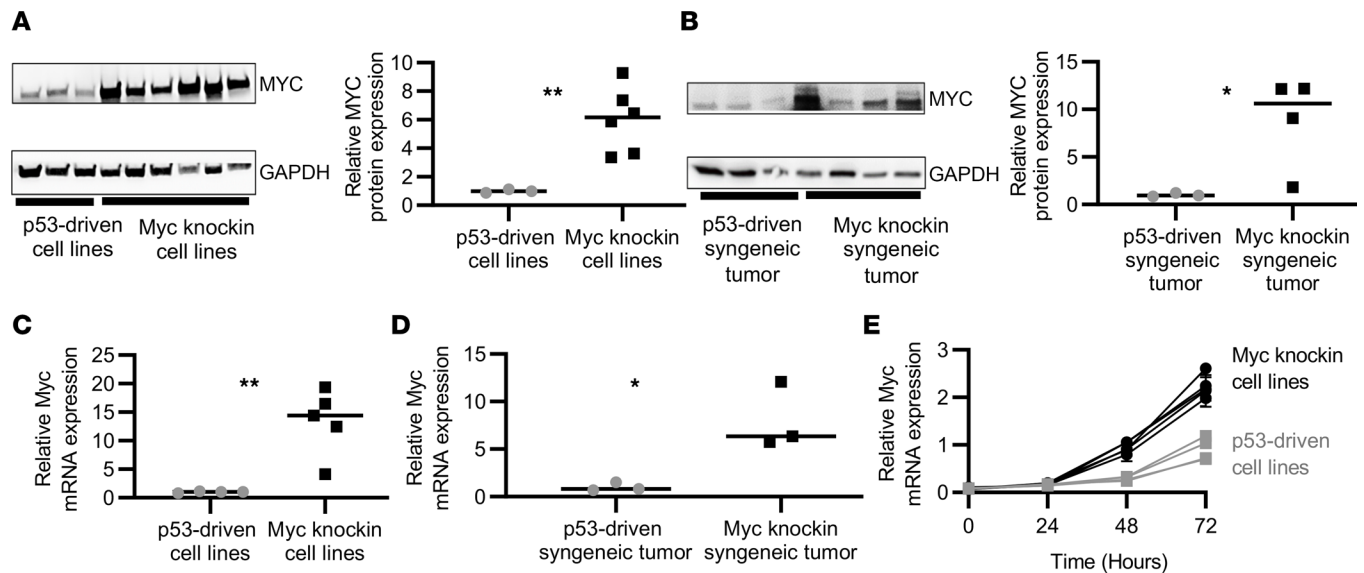 A
MYC
GAPDH
p53-driven
cell lines
Myc knockin
cell lines
Relative MYC
protein expression
10
8
6
4
2
0
**
p53-driven
cell lines
Myc knockin
cell lines
B
MYC
GAPDH
p53-driven
syngeneic
tumor
Myc knockin
syngeneic
tumor
Relative MYC
protein expression
15
10
5
0
*
p53-driven
syngeneic
tumor
Myc knockin
syngeneic
tumor
C
Relative Myc
mRNA expression
25
20
15
10
5
0
**
p53-driven
cell lines
Myc knockin
cell lines
D
Relative Myc
mRNA expression
15
10
5
0
*
p53-driven
syngeneic tumor
Myc knockin
syngeneic tumor
E
Relative Myc
mRNA expression
3
2
1
0
0 24 48 72
Time (Hours)
Myc knockin
cell lines
p53-driven
cell lines